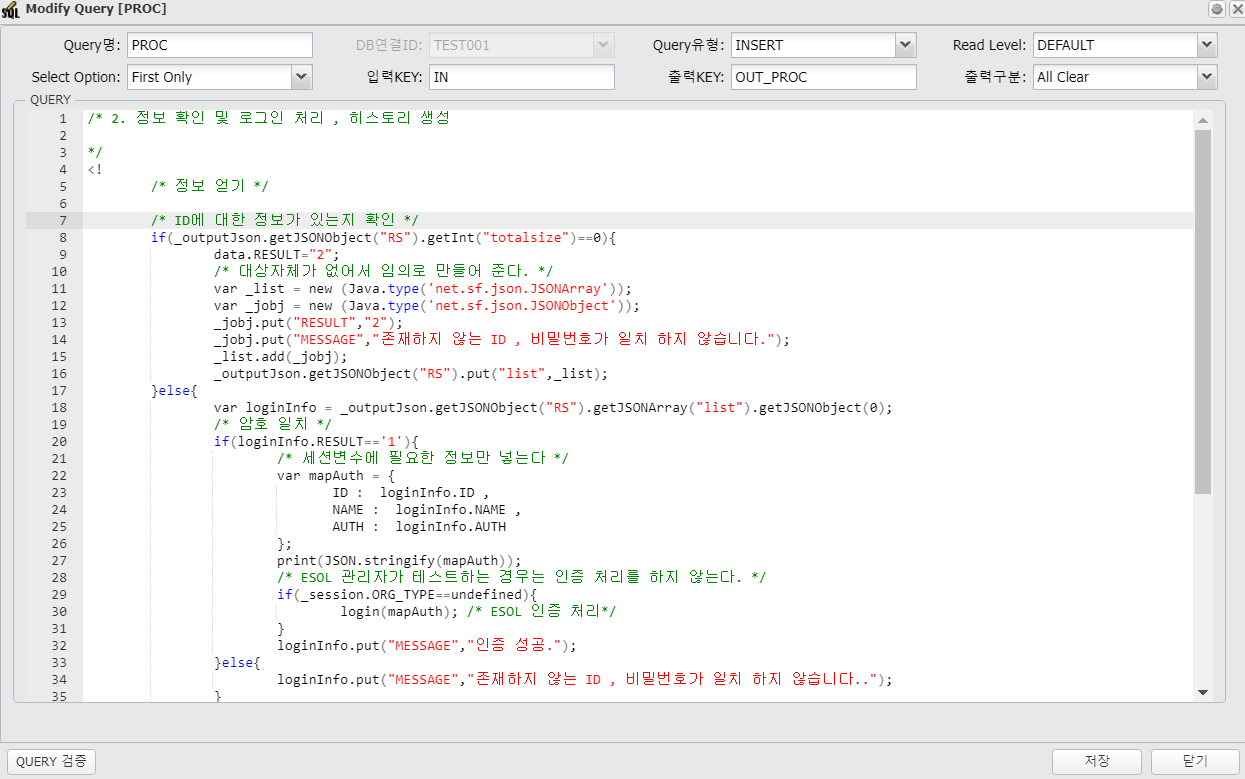 SQL Modify Query [PROC]
Query명: PROC DB연결ID: TEST001 Query유형: INSERT Read Level: DEFAULT
Select Option: First Only 입력KEY: IN 출력KEY: OUT_PROC 출력구분: All Clear
QUERY
1 /* 2. 정보 확인 및 로그인 처리 , 히스토리 생성
2
3 */
4 <!
5 /* 정보 얻기 */
6
7 /* ID에 대한 정보가 있는지 확인 */
8 if(_outputJson.getJSONObject("RS").getInt("totalsize")==0){
9 data.RESULT="2";
10 /* 대상자체가 없어서 임의로 만들어 준다. */
11 var _list = new (Java.type('net.sf.json.JSONArray'));
12 var _jobj = new (Java.type('net.sf.json.JSONObject'));
13 _jobj.put("RESULT","2");
14 _jobj.put("MESSAGE","존재하지 않는 ID , 비밀번호가 일치 하지 않습니다.");
15 _list.add(_jobj);
16 _outputJson.getJSONObject("RS").put("list",_list);
17 }else{
18 var loginInfo = _outputJson.getJSONObject("RS").getJSONArray("list").getJSONObject(0);
19 /* 암호 일치 */
20 if(loginInfo.RESULT=='1'){
21 /* 세션변수에 필요한 정보만 넣는다 */
22 var mapAuth = {
23 ID : loginInfo.ID ,
24 NAME : loginInfo.NAME ,
25 AUTH : loginInfo.AUTH
26 };
27 print(JSON.stringify(mapAuth));
28 /* ESOL 관리자가 테스트하는 경우는 인증 처리를 하지 않는다. */
29 if(_session.ORG_TYPE==undefined){
30 login(mapAuth); /* ESOL 인증 처리*/
31 }
32 loginInfo.put("MESSAGE","인증 성공.");
33 }else{
34 loginInfo.put("MESSAGE","존재하지 않는 ID , 비밀번호가 일치 하지 않습니다..");
35 }
QUERY 검증 저장 닫기